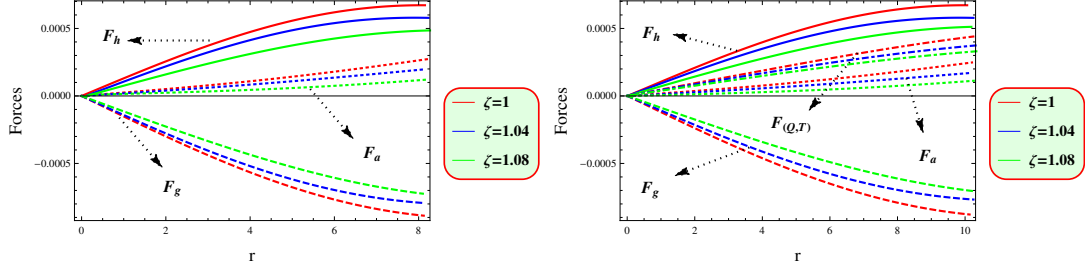 Forces
0.0005
0.0000
-0.0005
F_h
F_a
F_g
0 2 4 6 8
r
ζ=1
ζ=1.04
ζ=1.08
Forces
0.0005
0.0000
-0.0005
F_h
F_(Q,T)
F_a
F_g
0 2 4 6 8 10
r
ζ=1
ζ=1.04
ζ=1.08